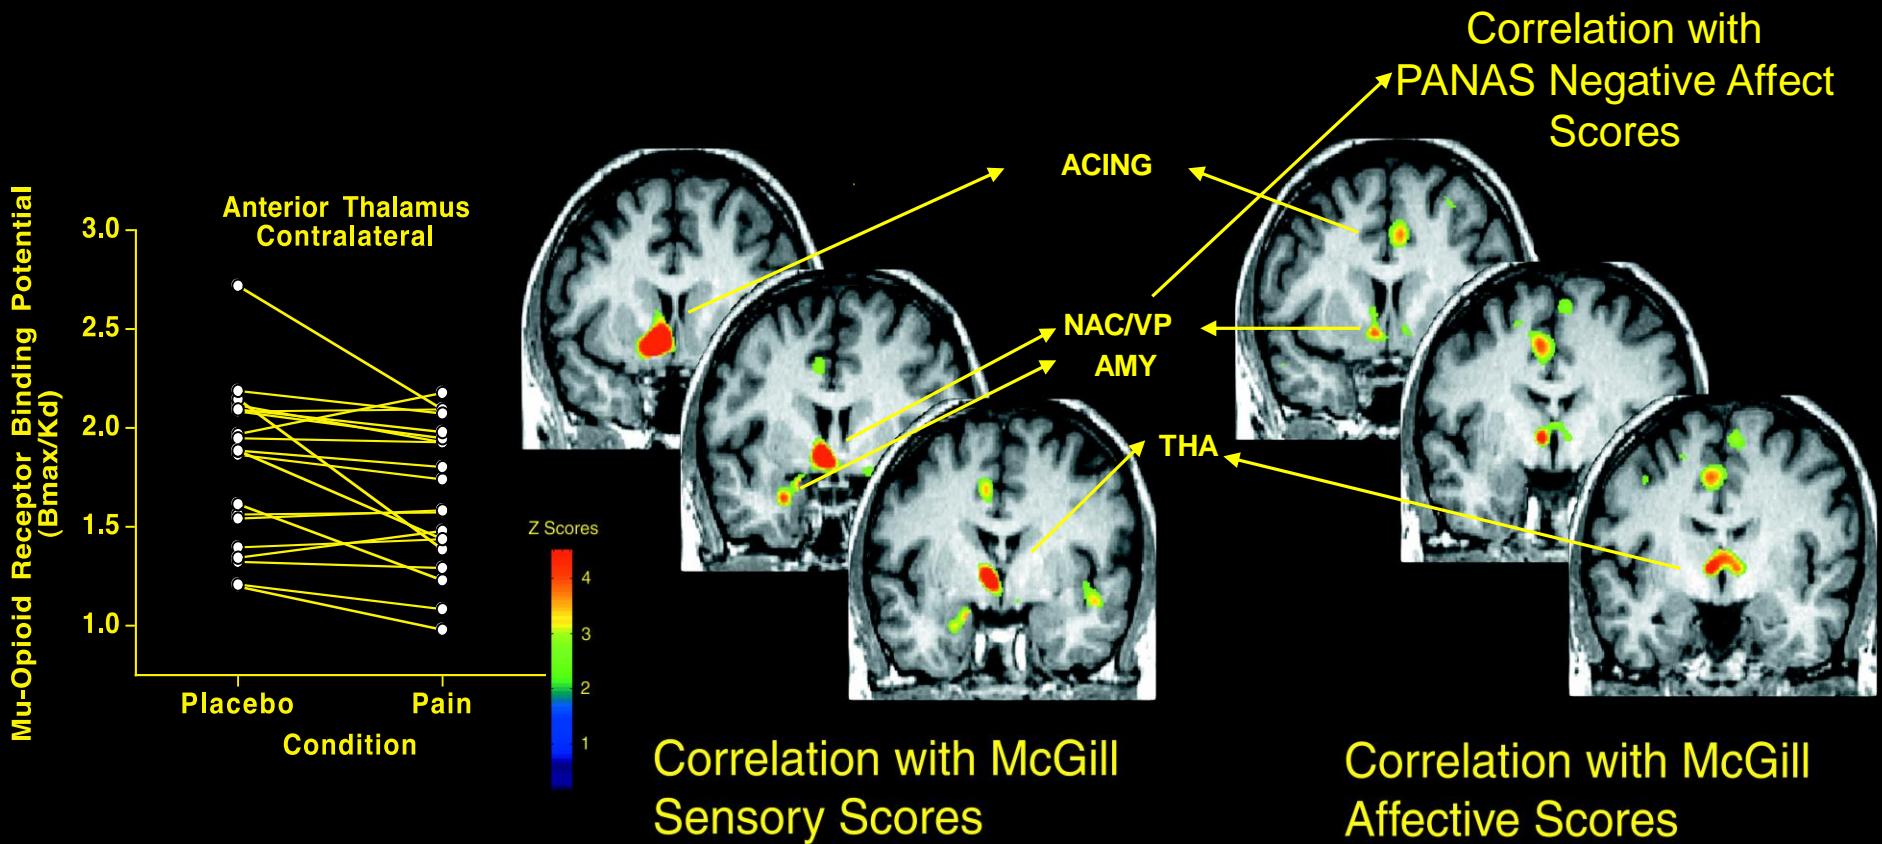 Correlation with
PANAS Negative Affect
Scores
Mu-Opioid Receptor Binding Potential
(Bmax/Kd)
Anterior Thalamus
Contralateral
3.0
2.5
2.0
1.5
1.0
Placebo
Pain
Condition
Z Scores
4
3
2
1
ACING
NAC/VP
AMY
THA
Correlation with McGill
Sensory Scores
Correlation with McGill
Affective Scores